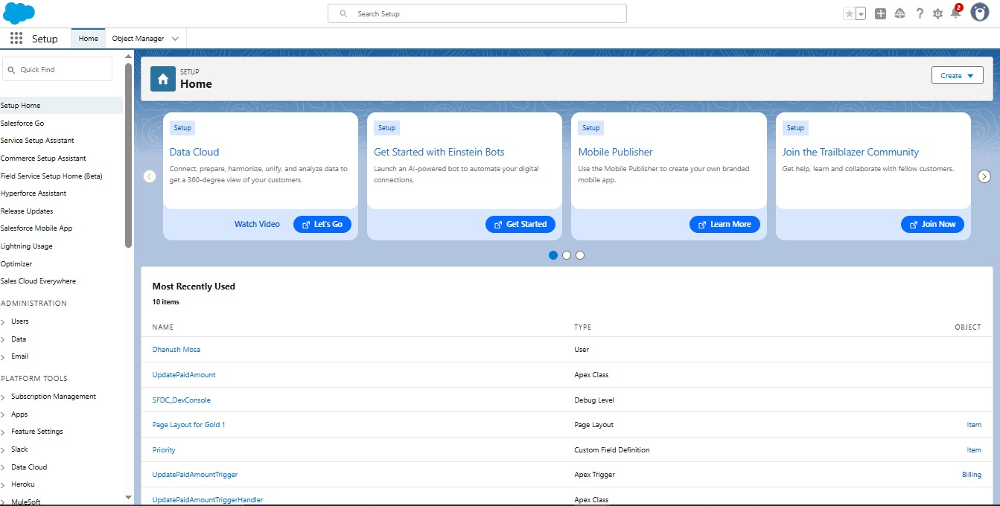 Search Setup
2
Setup
Home
Object Manager
Quick Find
Setup Home
Salesforce Go
Service Setup Assistant
Commerce Setup Assistant
Field Service Setup Home (Beta)
Hyperforce Assistant
Release Updates
Salesforce Mobile App
Lightning Usage
Optimizer
Sales Cloud Everywhere
ADMINISTRATION
Users
Data
Email
PLATFORM TOOLS
Subscription Management
Apps
Feature Settings
Slack
Data Cloud
Heroku
MuleSoft
SETUP
Home
Create
Setup
Data Cloud
Connect, prepare, harmonize, unify, and analyze data to
get a 360-degree view of your customers.
Watch Video
Let's Go
Setup
Get Started with Einstein Bots
Launch an AI-powered bot to automate your digital
connections.
Get Started
Setup
Mobile Publisher
Use the Mobile Publisher to create your own branded
mobile app.
Learn More
Setup
Join the Trailblazer Community
Get help, learn and collaborate with fellow customers.
Join Now
Most Recently Used
10 items
NAME TYPE OBJECT
Dhanush Mosa User
UpdatePaidAmount Apex Class
SFDC_DevConsole Debug Level
Page Layout for Gold 1 Page Layout Item
Priority Custom Field Definition Item
UpdatePaidAmountTrigger Apex Trigger Billing
UpdatePaidAmountTriggerHandler Apex Class